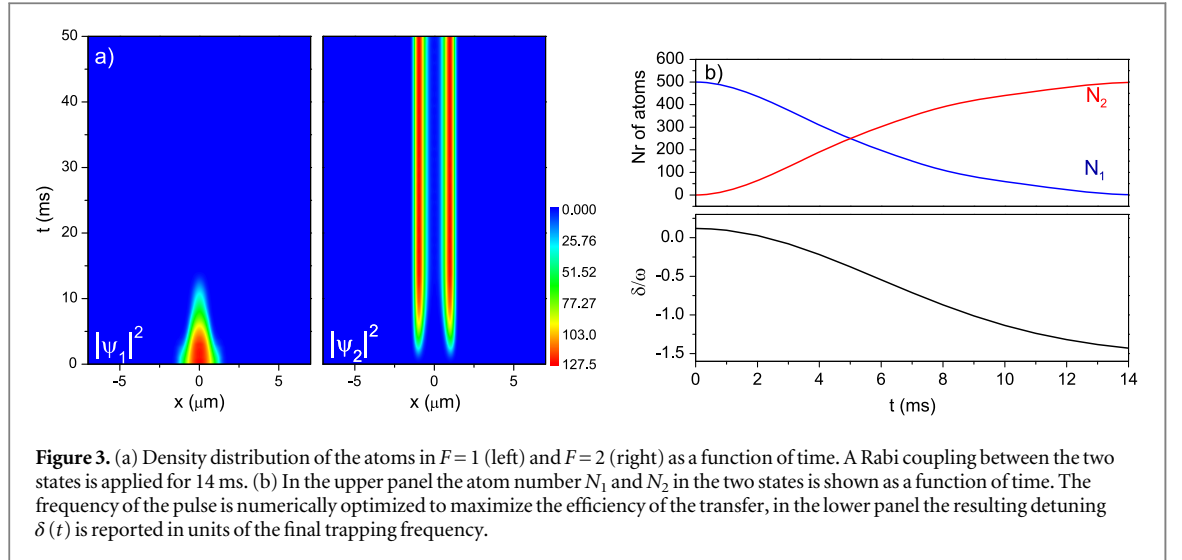 a)
|ψ₁|²
|ψ₂|²
t (ms)
50
40
30
20
10
0
-5 0 5
x (μm)
-5 0 5
x (μm)
0.000
25.76
51.52
77.27
103.0
127.5
b)
Nr of atoms
600
500
400
300
200
100
0
N₂
N₁
δ/ω
0.0
-0.5
-1.0
-1.5
0 2 4 6 8 10 12 14
t (ms)
Figure 3. (a) Density distribution of the atoms in F = 1 (left) and F = 2 (right) as a function of time. A Rabi coupling between the two
states is applied for 14 ms. (b) In the upper panel the atom number N₁ and N₂ in the two states is shown as a function of time. The
frequency of the pulse is numerically optimized to maximize the efficiency of the transfer, in the lower panel the resulting detuning
δ (t) is reported in units of the final trapping frequency.